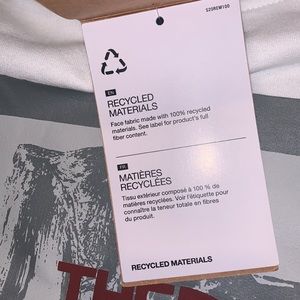 S20REW100
EN
RECYCLED
MATERIALS
Face fabric made with 100% recycled
materials. See label for product's full
fiber content.
FR
MATIÈRES
RECYCLÉES
Tissu extérieur composé à 100 % de
matières recyclées. Voir l'étiquette pour
connaître la teneur totale en fibres
du produit.
RECYCLED MATERIALS
THE